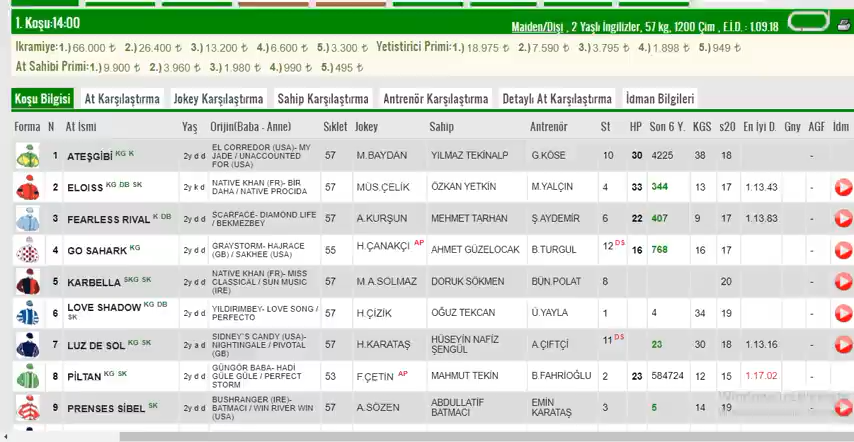 1. Koşu:14:00
Maiden/Dişi , 2 Yaşlı İngilizler, 57 kg, 1200 Çim , E.İ.D. : 1.09.18
Ikramiye:1.) 66.000 ₺ 2.) 26.400 ₺ 3.) 13.200 ₺ 4.) 6.600 ₺ 5.) 3.300 ₺ Yetistirici Primi:1.) 18.975 ₺ 2.) 7.590 ₺ 3.) 3.795 ₺ 4.) 1.898 ₺ 5.) 949 ₺
At Sahibi Primi:1.) 9.900 ₺ 2.) 3.960 ₺ 3.) 1.980 ₺ 4.) 990 ₺ 5.) 495 ₺
Koşu Bilgisi At Karşılaştırma Jokey Karşılaştırma Sahip Karşılaştırma Antrenör Karşılaştırma Detaylı At Karşılaştırma İdman Bilgileri
Forma N At İsmi Yaş Orijin(Baba - Anne) Sıklet Jokey Sahip Antrenör St HP Son 6 Y. KGS s20 En İyi D. Gny AGF İdm
EL CORREDOR (USA)- MY
1 ATEŞGİBİ KG K 2y d d JADE / UNACCOUNTED 57 M.BAYDAN YILMAZ TEKİNALP G.KÖSE 10 30 4225 38 18 -
FOR (USA)
2 ELOISS KG DB SK 2y k d NATIVE KHAN (FR)- BİR 57 MÜS.ÇELİK ÖZKAN YETKİN M.YALÇIN 4 33 344 13 17 1.13.43 -
DAHA / NATIVE PROCIDA
3 FEARLESS RIVAL K DB 2y d d SCARFACE- DIAMOND LIFE 57 A.KURŞUN MEHMET TARHAN Ş.AYDEMİR 6 22 407 9 17 1.13.63 -
/ BEKMEZBEY
4 GO SAHARK KG 2y d d GRAYSTORM- HAJRACE 55 H.ÇANAKÇI AP AHMET GÜZELOCAK B.TURGUL 12 DS 16 768 16 17 -
(GB) / SAKHEE (USA)
NATIVE KHAN (FR)- MISS
5 KARBELLA SKG SK 2y d d CLASSICAL / SUN MUSIC 57 M.A.SOLMAZ DORUK SÖKMEN BÜN.POLAT 8 20 -
(IRE)
6 LOVE SHADOW KG DB 2y d d YILDIRIMBEY- LOVE SONG / 57 H.ÇİZİK OĞUZ TEKCAN Ü.YAYLA 1 4 34 19 -
SK PERFECTO
SIDNEY'S CANDY (USA)-
7 LUZ DE SOL KG SK 2y a d NIGHTINGALE / PIVOTAL 57 H.KARATAŞ HÜSEYİN NAFİZ A.ÇİFTÇİ 11 DS 23 30 18 1.13.16 -
(GB) ŞENGÜL
GÜNGÖR BABA- HADİ
8 PİLTAN KG SK 2y d d GÜLE GÜLE / PERFECT 53 F.ÇETİN AP MAHMUT TEKİN B.FAHRİOĞLU 2 23 584724 12 15 1.17.02 -
STORM
BUSHRANGER (IRE)-
9 PRENSES SİBEL SK 2y d d BATMACI / WIN RIVER WIN 57 A.SÖZEN ABDULLATİF EMİN 3 5 14 19 -
(USA) BATMACI KARATAŞ